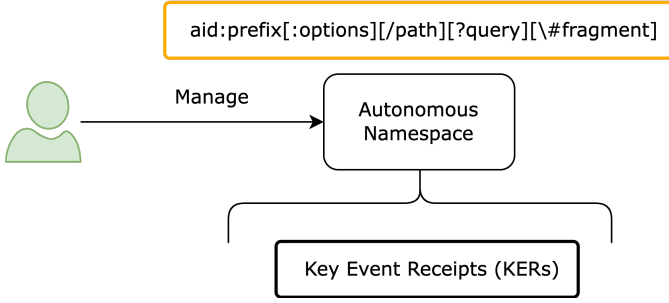 aid:prefix[:options][/path][?query][\#fragment]
Manage
Autonomous
Namespace
Key Event Receipts (KERs)